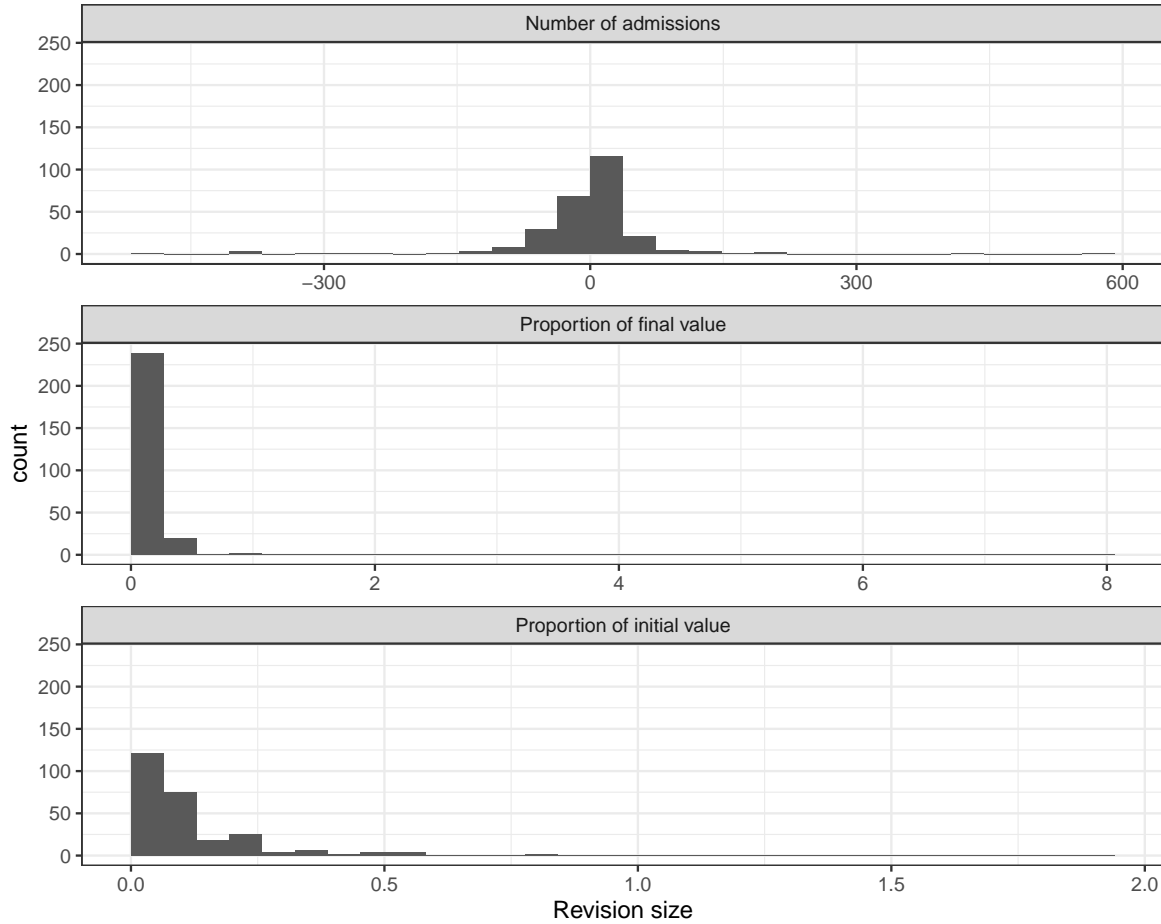 Number of admissions
250
200
150
100
50
0
−300 0 300 600
Proportion of final value
250
200
150
100
50
0
0 2 4 6 8
Proportion of initial value
250
200
150
100
50
0
0.0 0.5 1.0 1.5 2.0
count
Revision size